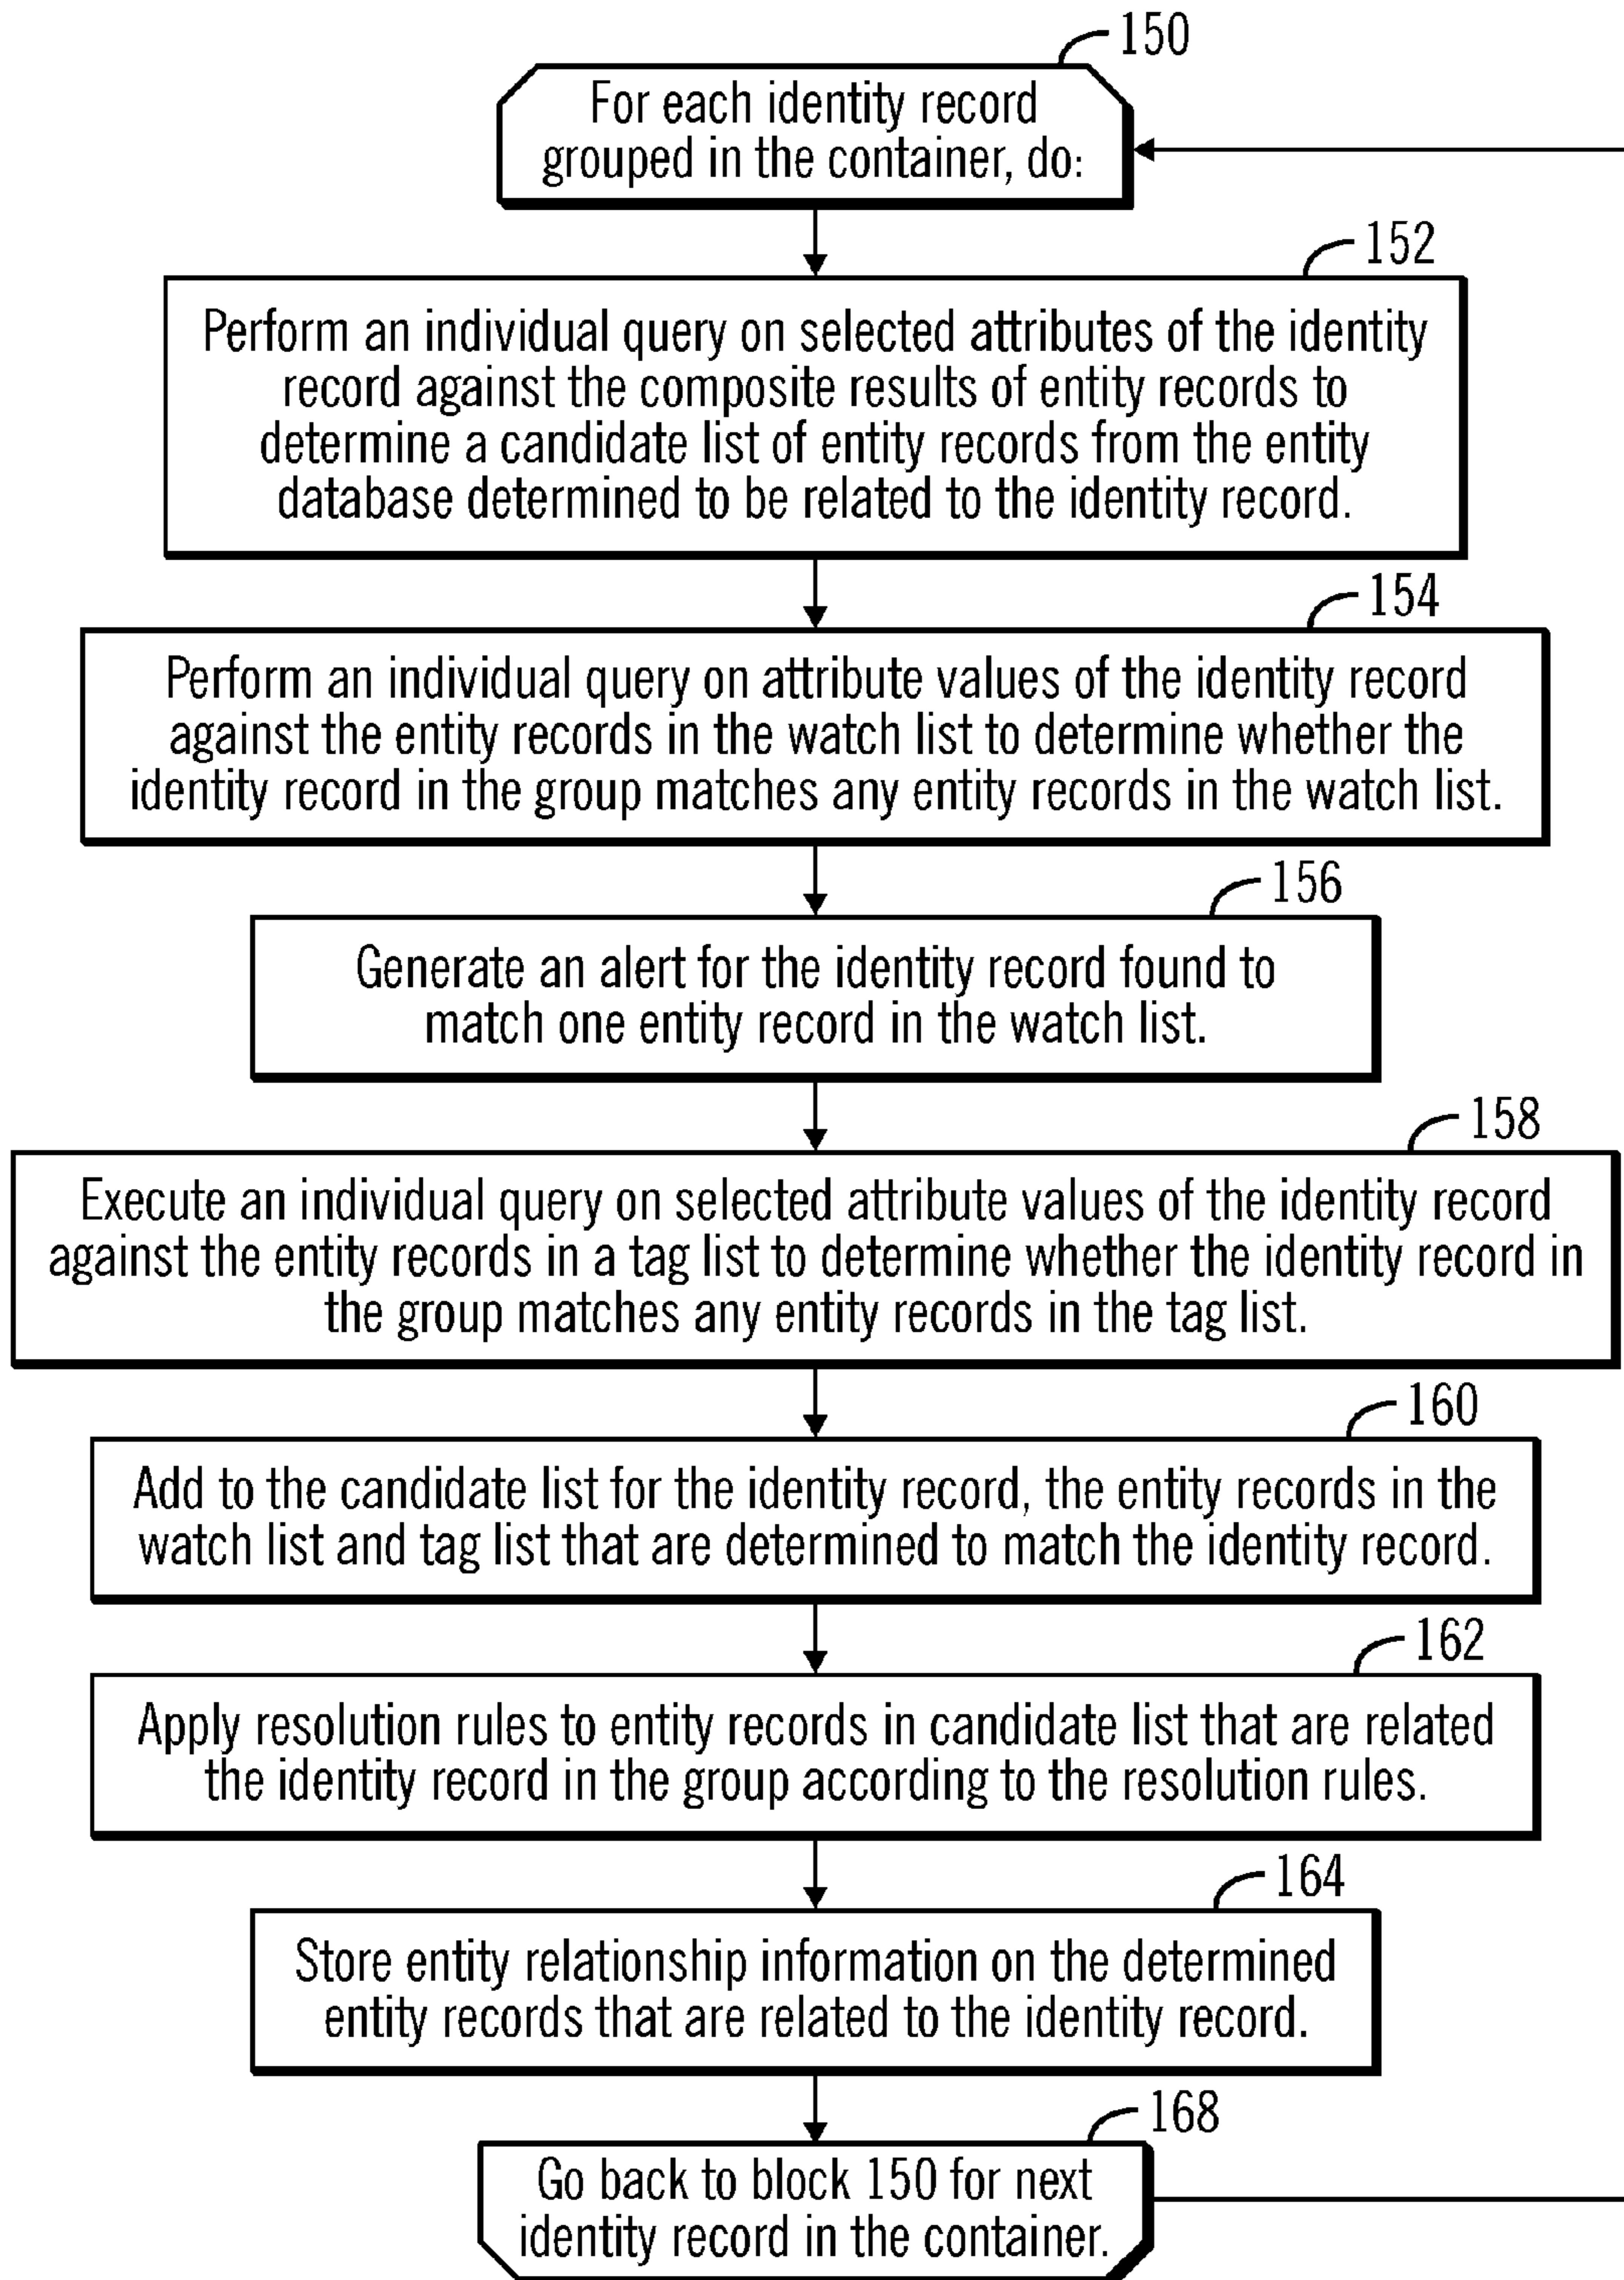 150
For each identity record
grouped in the container, do:
152
Perform an individual query on selected attributes of the identity
record against the composite results of entity records to
determine a candidate list of entity records from the entity
database determined to be related to the identity record.
154
Perform an individual query on attribute values of the identity record
against the entity records in the watch list to determine whether the
identity record in the group matches any entity records in the watch list.
156
Generate an alert for the identity record found to
match one entity record in the watch list.
158
Execute an individual query on selected attribute values of the identity record
against the entity records in a tag list to determine whether the identity record in
the group matches any entity records in the tag list.
160
Add to the candidate list for the identity record, the entity records in the
watch list and tag list that are determined to match the identity record.
162
Apply resolution rules to entity records in candidate list that are related
the identity record in the group according to the resolution rules.
164
Store entity relationship information on the determined
entity records that are related to the identity record.
168
Go back to block 150 for next
identity record in the container.